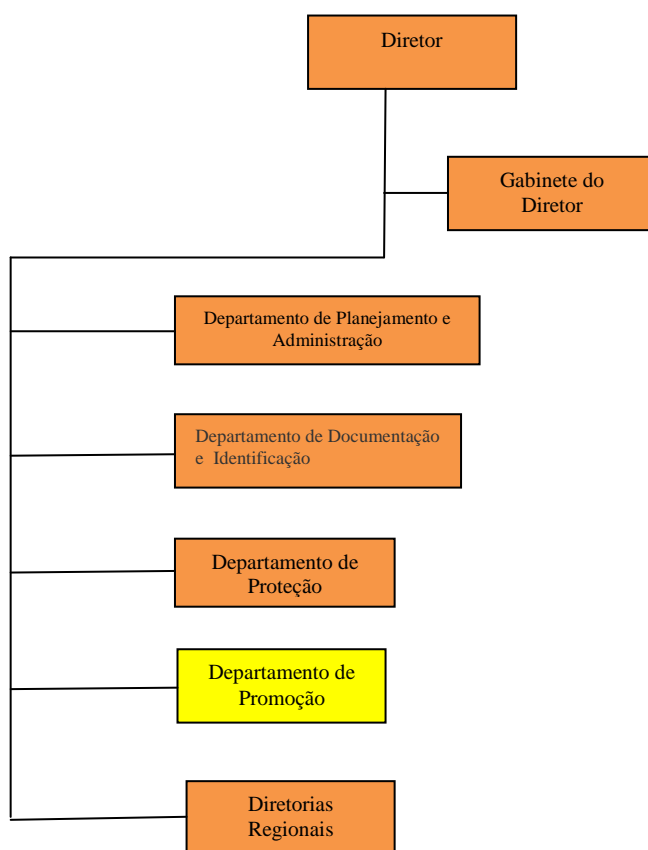 Diretor
Gabinete do
Diretor
Departamento de Planejamento e
Administração
Departamento de Documentação
e Identificação
Departamento de
Proteção
Departamento de
Promoção
Diretorias
Regionais